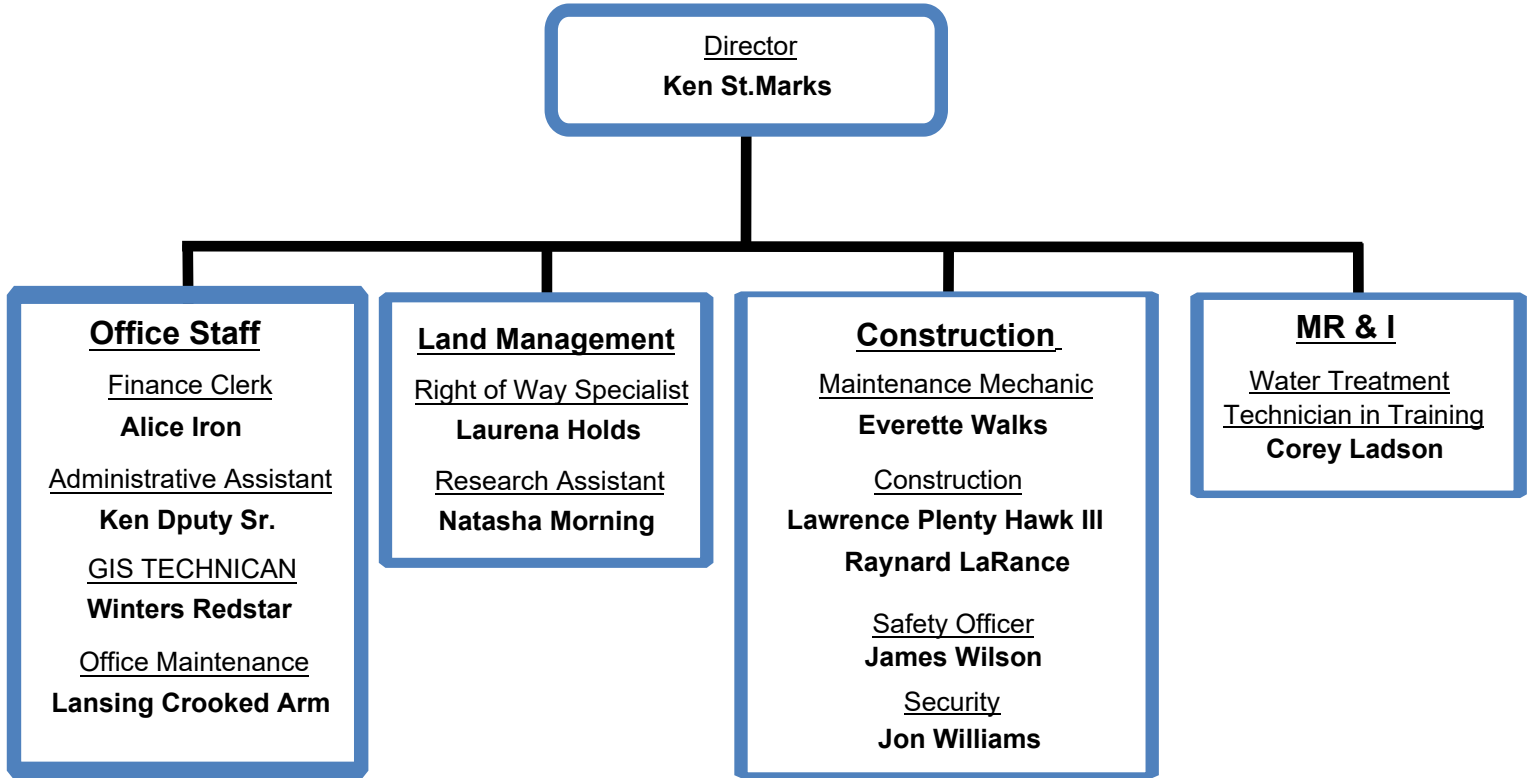 Director
Ken St.Marks
Office Staff
Finance Clerk
Alice Iron
Administrative Assistant
Ken Dputy Sr.
GIS TECHNICAN
Winters Redstar
Office Maintenance
Lansing Crooked Arm
Land Management
Right of Way Specialist
Laurena Holds
Research Assistant
Natasha Morning
Construction
Maintenance Mechanic
Everette Walks
Construction
Lawrence Plenty Hawk III
Raynard LaRance
Safety Officer
James Wilson
Security
Jon Williams
MR & I
Water Treatment
Technician in Training
Corey Ladson